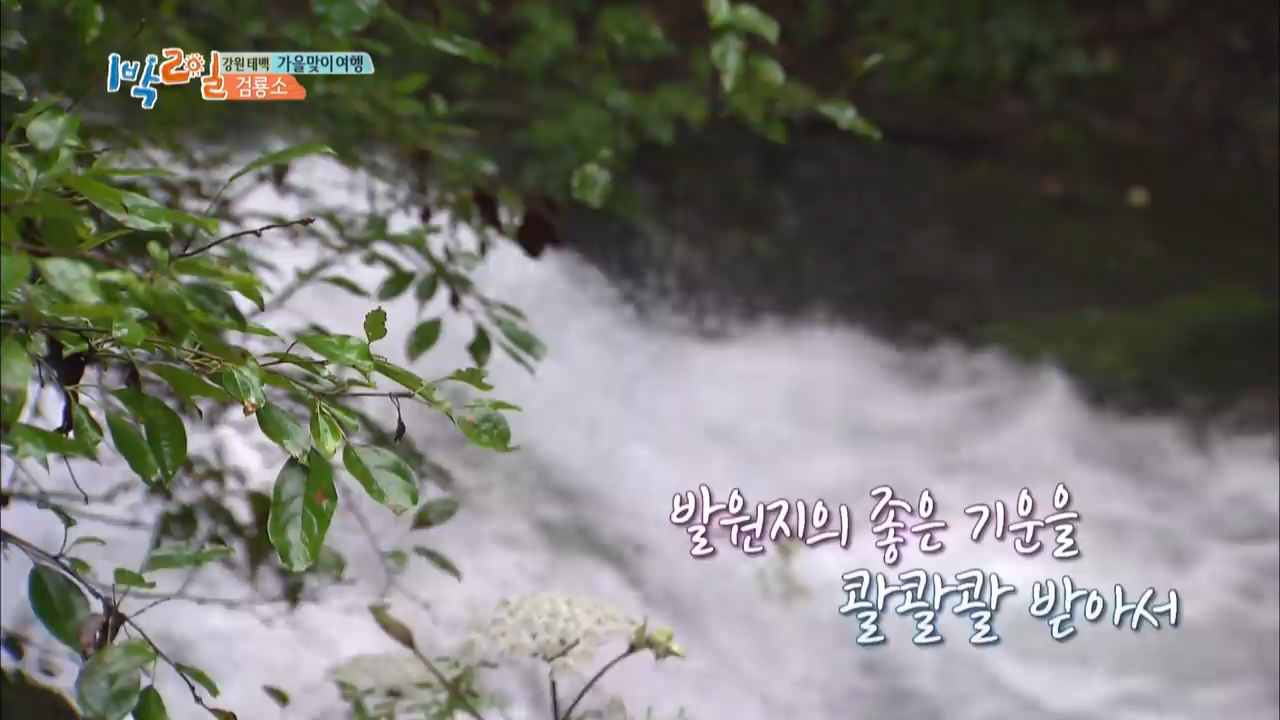 1박2일 강원 태백 가을맞이 여행
검룡소
발원지의 좋은 기운을
콸콸콸 받아서